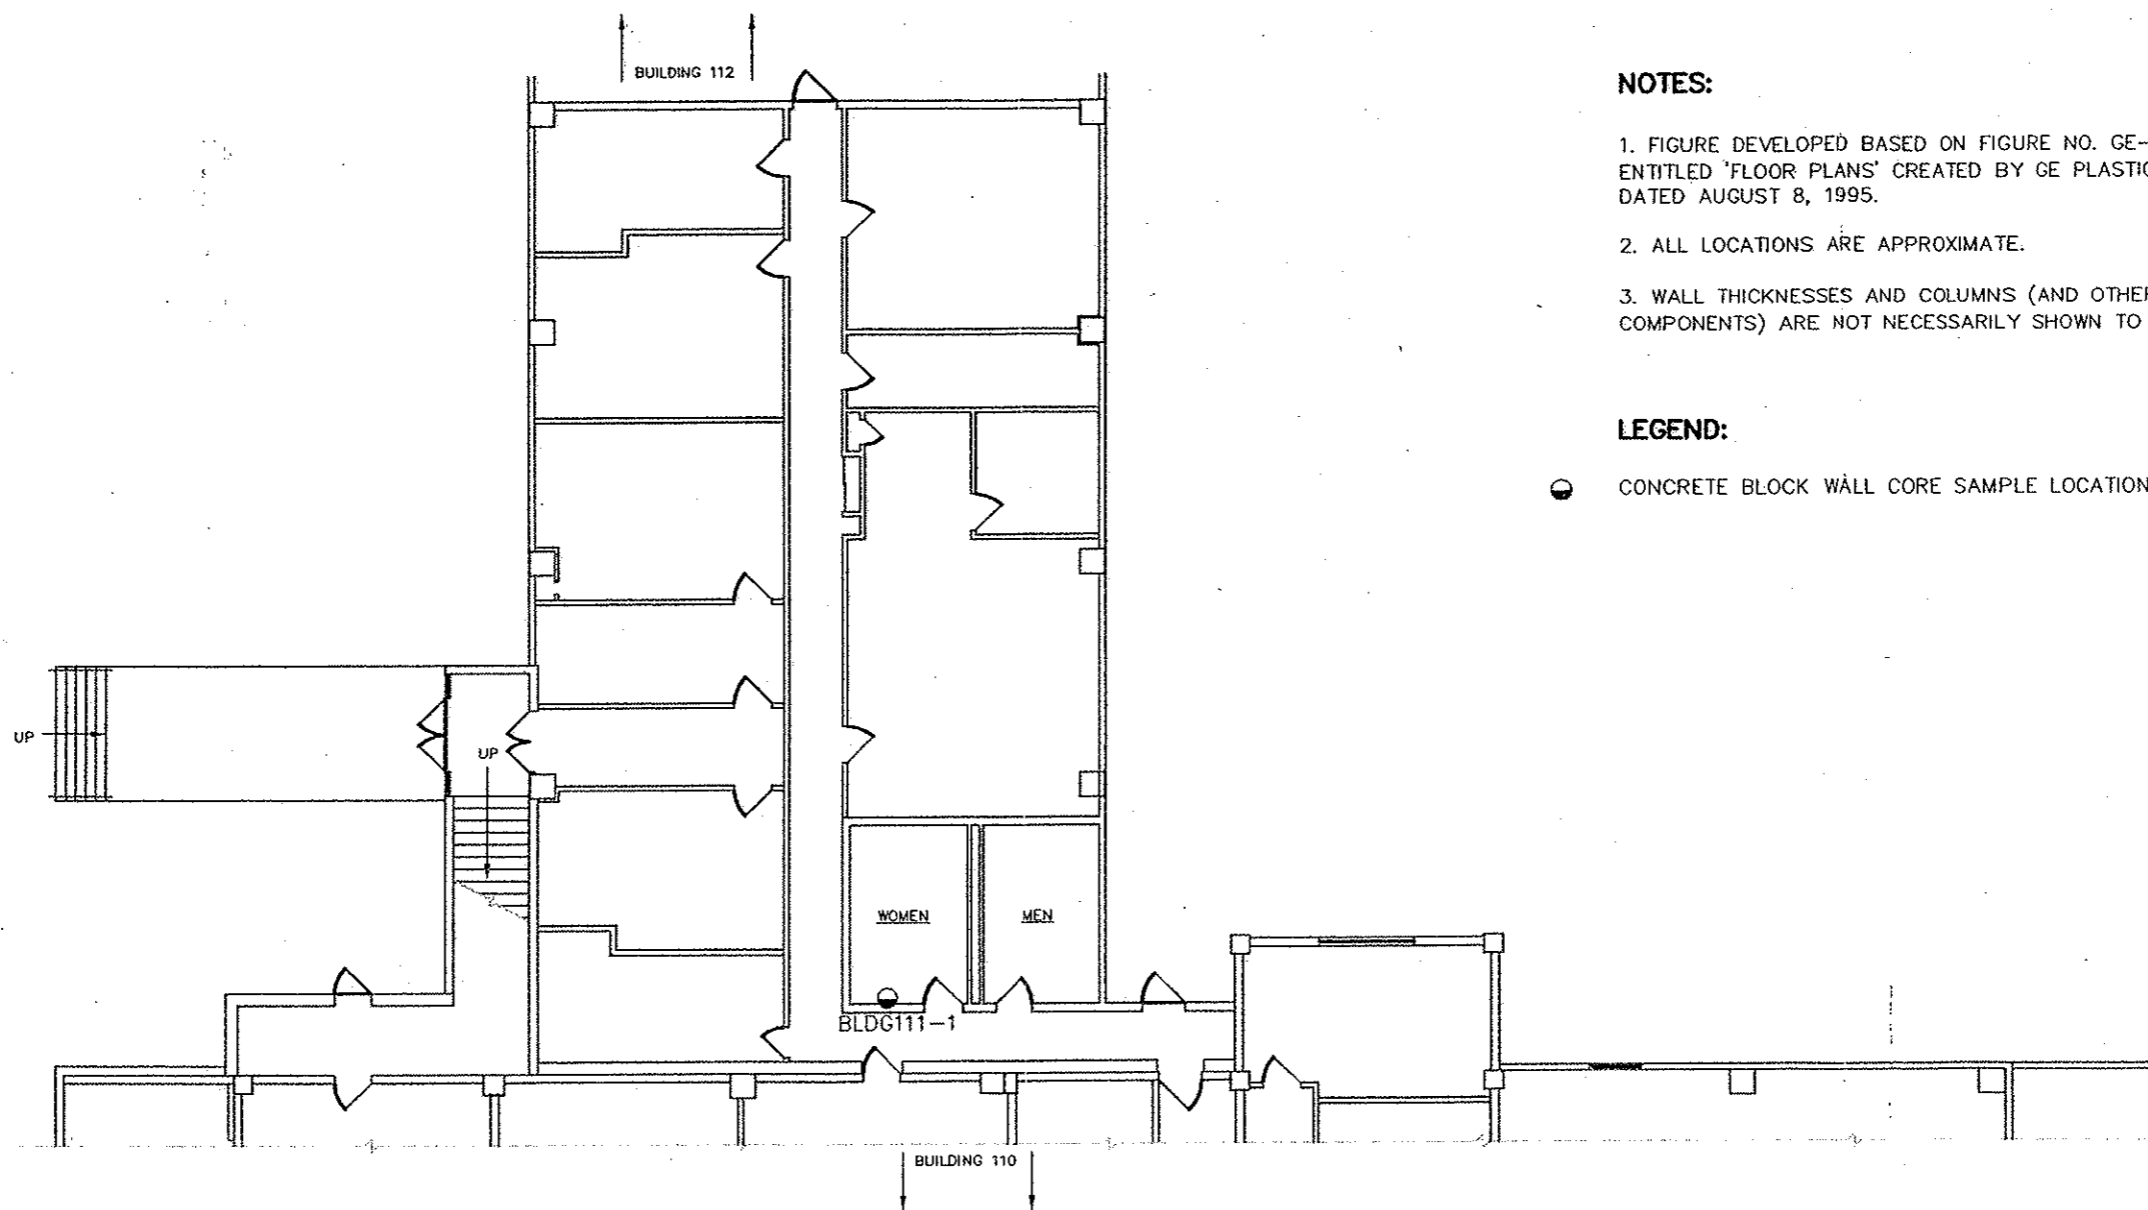 BUILDING 112
NOTES:
1. FIGURE DEVELOPED BASED ON FIGURE NO. GE-
ENTITLED 'FLOOR PLANS' CREATED BY GE PLASTIC
DATED AUGUST 8, 1995.
2. ALL LOCATIONS ARE APPROXIMATE.
3. WALL THICKNESSES AND COLUMNS (AND OTHER
COMPONENTS) ARE NOT NECESSARILY SHOWN TO
LEGEND:
CONCRETE BLOCK WALL CORE SAMPLE LOCATION
UP
UP
WOMEN
MEN
BLDG111-1
BUILDING 110